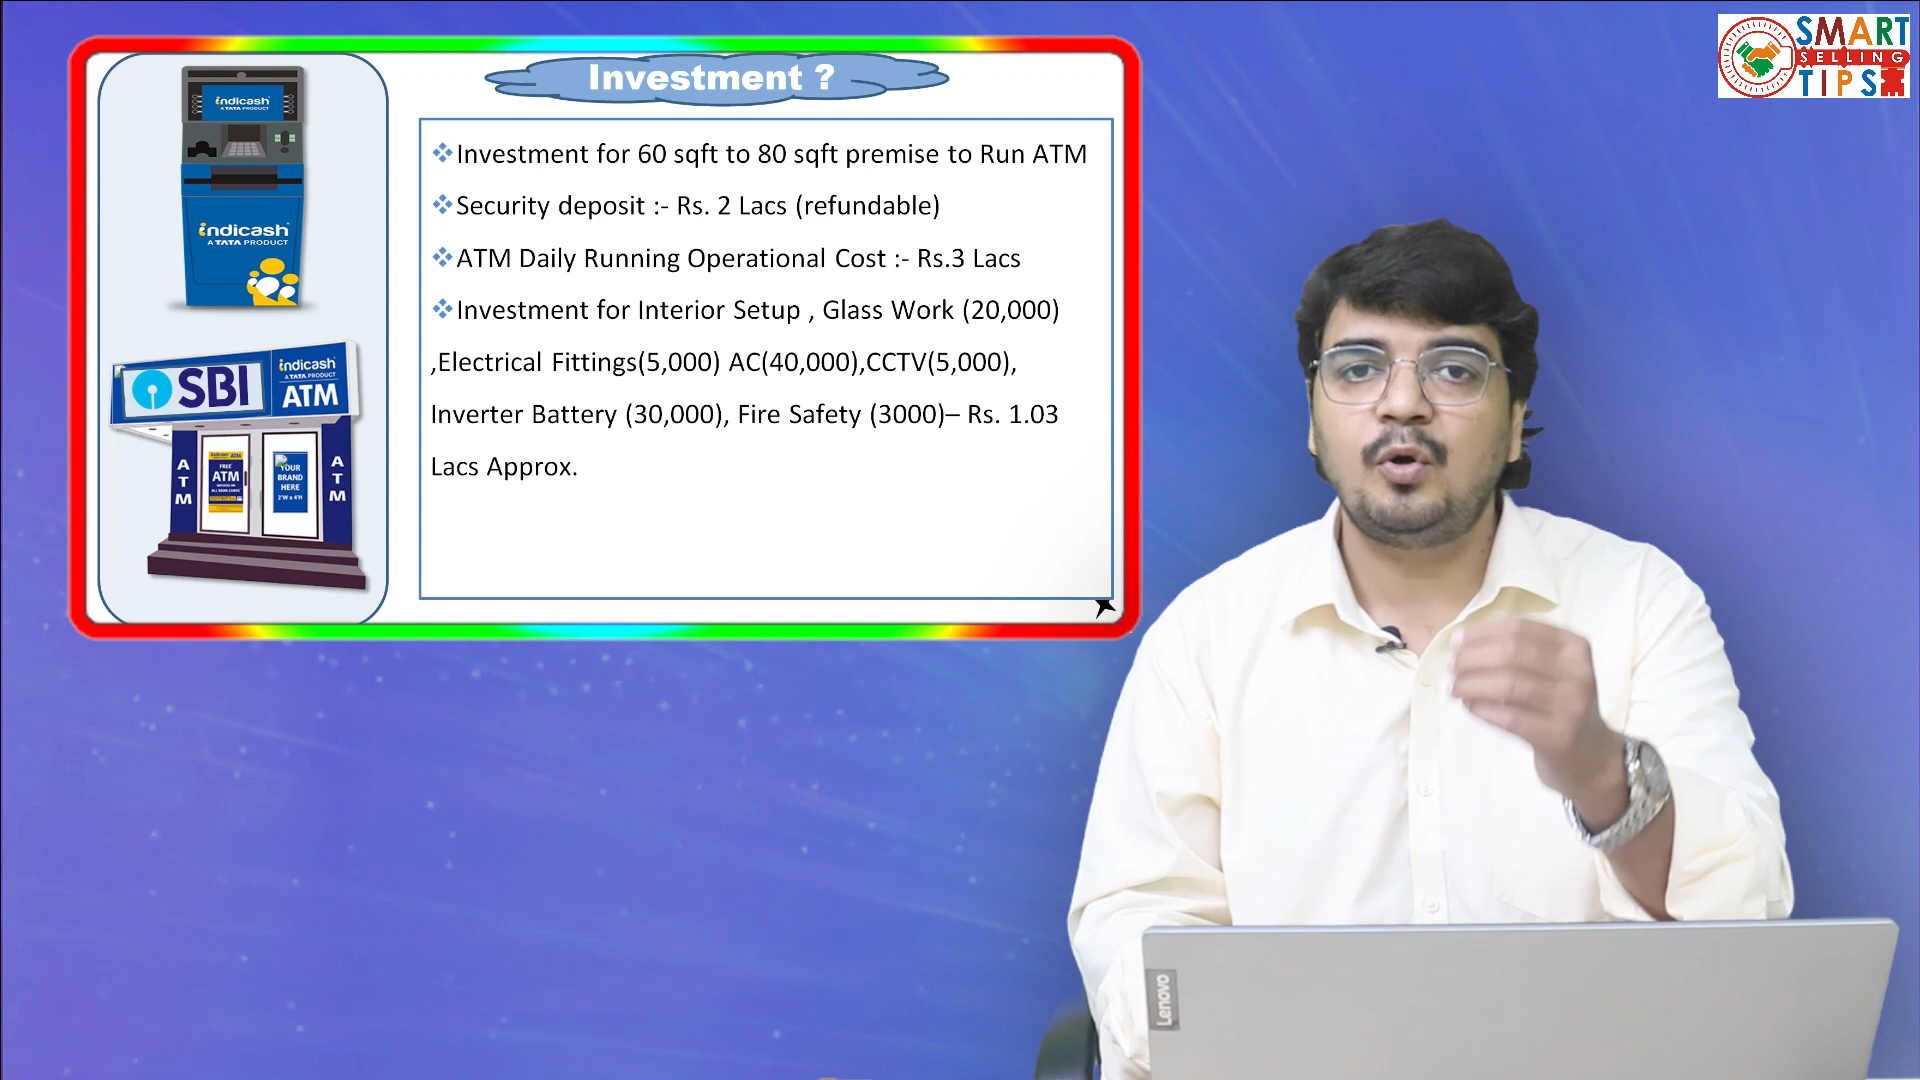 SMART
SELLING
TIPS
Investment ?
Investment for 60 sqft to 80 sqft premise to Run ATM
Security deposit :- Rs. 2 Lacs (refundable)
ATM Daily Running Operational Cost :- Rs.3 Lacs
Investment for Interior Setup , Glass Work (20,000)
,Electrical Fittings(5,000) AC(40,000),CCTV(5,000),
Inverter Battery (30,000), Fire Safety (3000)– Rs. 1.03
Lacs Approx.
indicash
A TATA PRODUCT
indicash
A TATA PRODUCT
SBI
indicash
A TATA PRODUCT
ATM
ATM
FREE
ATM
YOUR
BRAND
HERE
2'W x 4'H
ATM
Lenovo